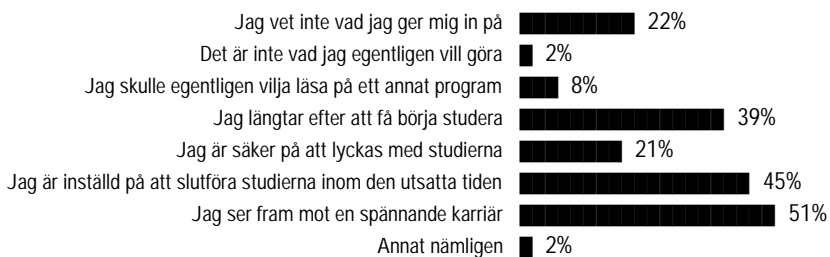 Jag vet inte vad jag ger mig in på 22%
Det är inte vad jag egentligen vill göra 2%
Jag skulle egentligen vilja läsa på ett annat program 8%
Jag längtar efter att få börja studera 39%
Jag är säker på att lyckas med studierna 21%
Jag är inställd på att slutföra studierna inom den utsatta tiden 45%
Jag ser fram mot en spännande karriär 51%
Annat nämligen 2%